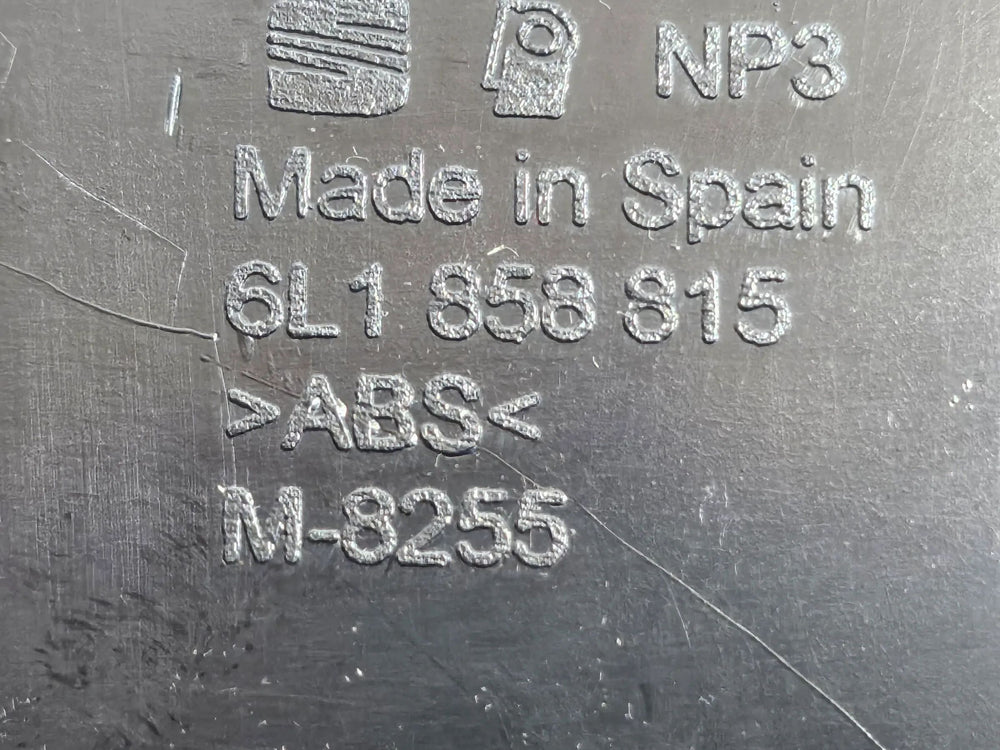 NP3
Made in Spain
6L1 858 815
>ABS<
M-8255